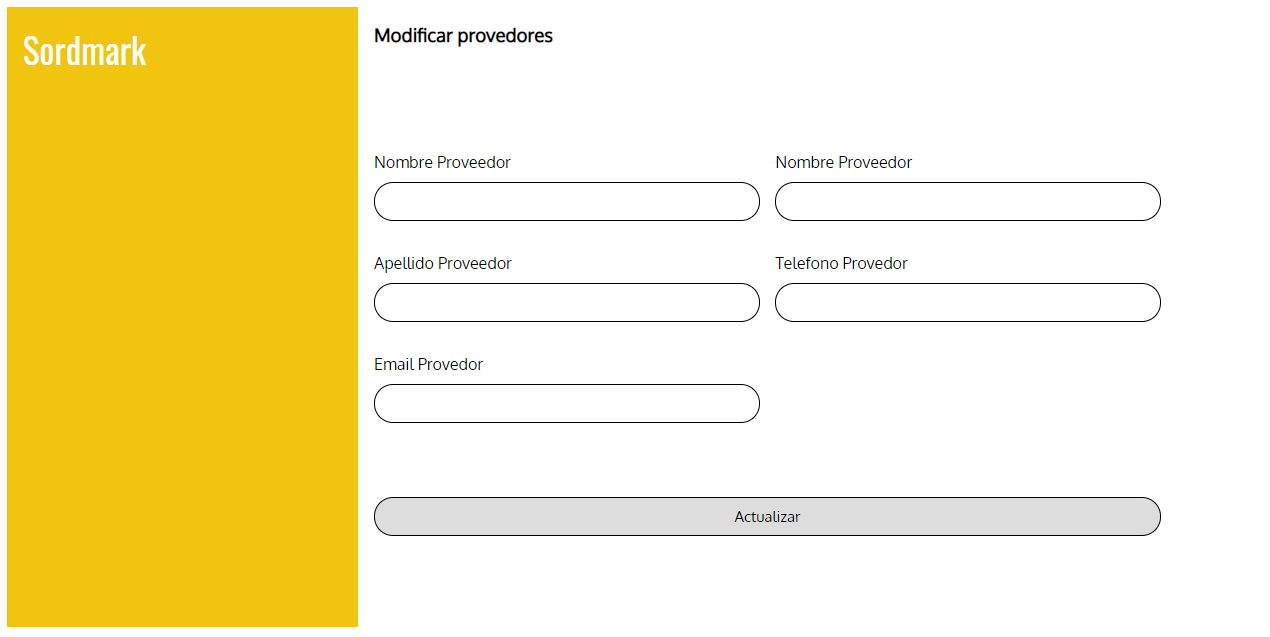 Sordmark
Modificar provedores
Nombre Proveedor
Nombre Proveedor
Apellido Proveedor
Telefono Provedor
Email Provedor
Actualizar